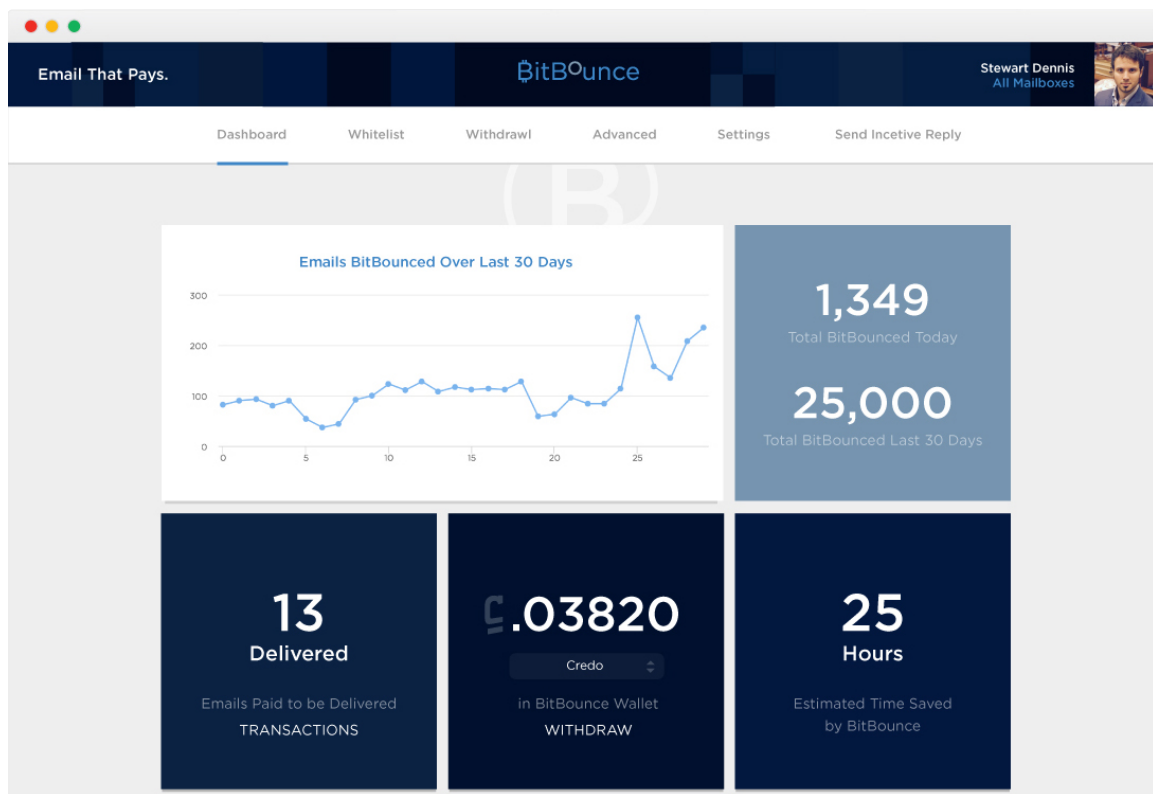 Email That Pays.
BitBounce
Stewart Dennis
All Mailboxes
Dashboard
Whitelist
Withdrawl
Advanced
Settings
Send Incetive Reply
Emails BitBounced Over Last 30 Days
300
200
100
0
0 5 10 15 20 25
1,349
Total BitBounced Today
25,000
Total BitBounced Last 30 Days
13
Delivered
Emails Paid to be Delivered
TRANSACTIONS
.03820
Credo
in BitBounce Wallet
WITHDRAW
25
Hours
Estimated Time Saved
by BitBounce